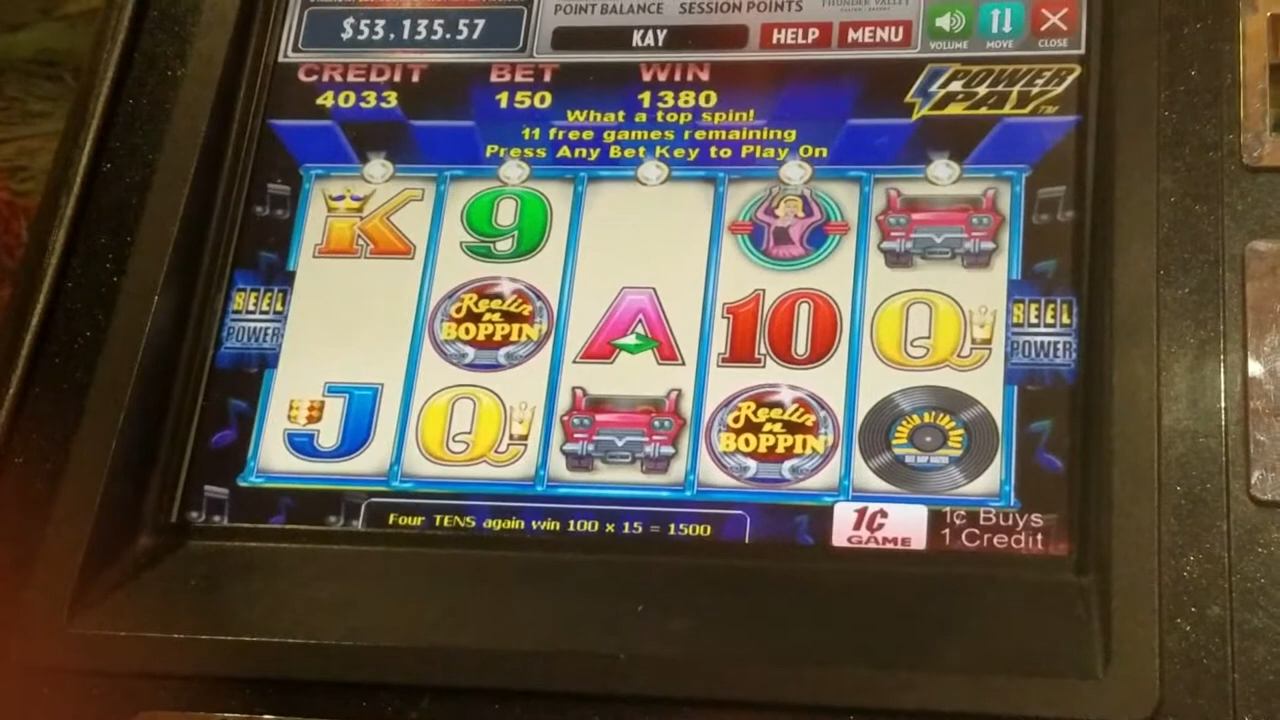 $53,135.57
POINT BALANCE SESSION POINTS
THUNDER VALLEY
KAY
HELP
MENU
VOLUME
MOVE
CLOSE
CREDIT BET WIN
4033 150 1380
POWER
PAY™
What a top spin!
11 free games remaining
Press Any Bet Key to Play On
K
9
Reelin
n
BOPPIN'
A
10
Q
REEL
POWER
REEL
POWER
J
Q
Reelin
n
BOPPIN'
Four TENS again win 100 x 15 = 1500
1¢
GAME
1¢ Buys
1 Credit